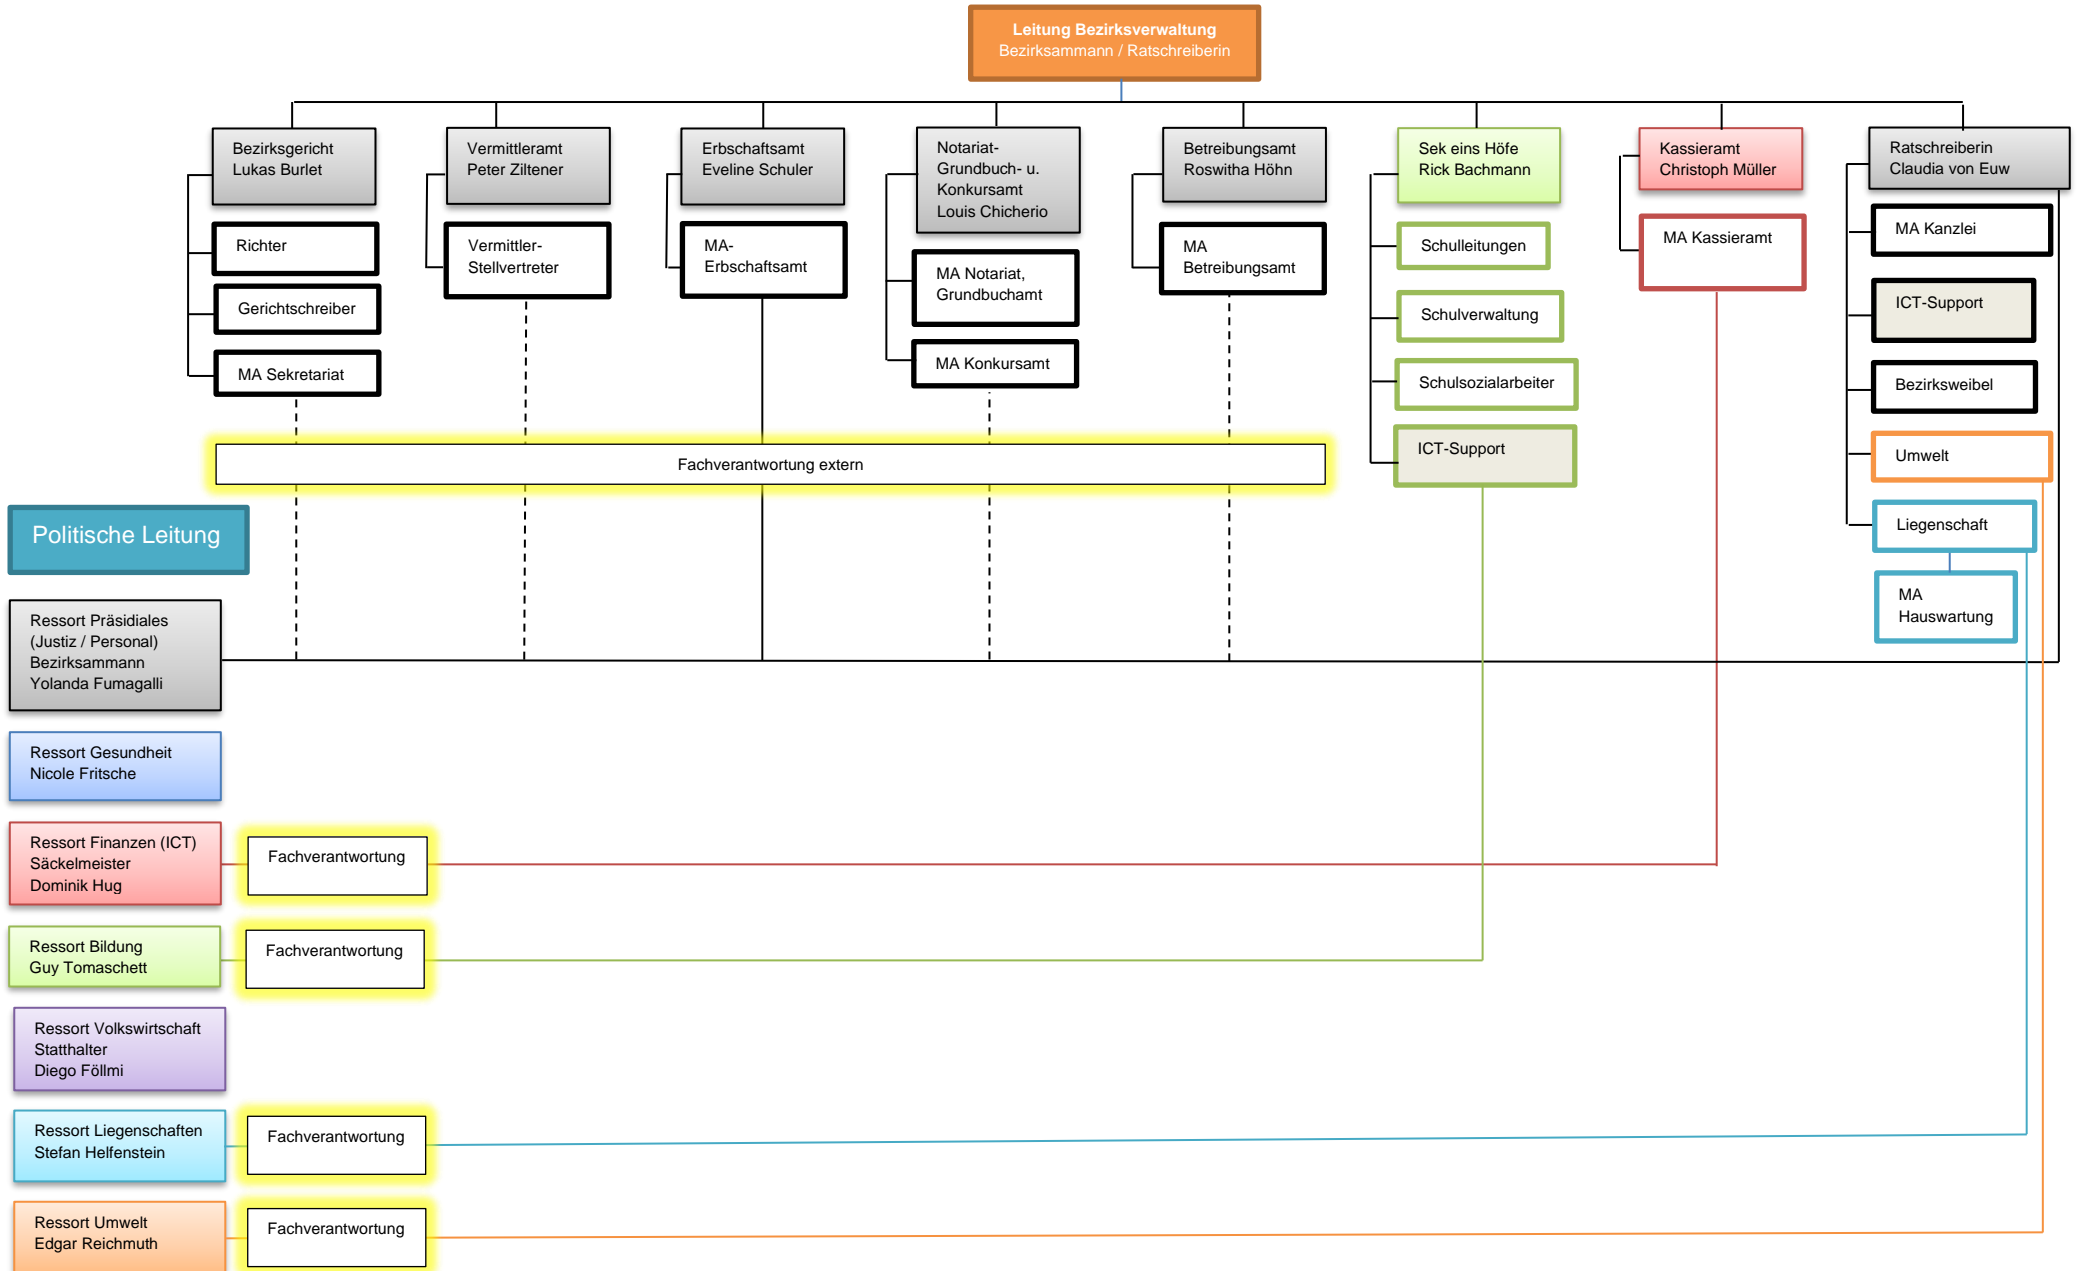 Leitung Bezirksverwaltung
Bezirksammann / Ratschreiberin
Bezirksgericht
Lukas Burlet
Richter
Gerichtschreiber
MA Sekretariat
Vermittleramt
Peter Ziltener
Vermittler-
Stellvertreter
Erbschaftsamt
Eveline Schuler
MA-
Erbschaftsamt
Notariat-
Grundbuch- u.
Konkursamt
Louis Chicherio
MA Notariat,
Grundbuchamt
MA Konkursamt
Betreibungsamt
Roswitha Höhn
MA
Betreibungsamt
Sek eins Höfe
Rick Bachmann
Schulleitungen
Schulverwaltung
Schulsozialarbeiter
ICT-Support
Kassieramt
Christoph Müller
MA Kassieramt
Ratschreiberin
Claudia von Euw
MA Kanzlei
ICT-Support
Bezirksweibel
Umwelt
Liegenschaft
MA
Hauswartung
Fachverantwortung extern
Politische Leitung
Ressort Präsidiales
(Justiz / Personal)
Bezirksammann
Yolanda Fumagalli
Ressort Gesundheit
Nicole Fritsche
Ressort Finanzen (ICT)
Säckelmeister
Dominik Hug
Fachverantwortung
Ressort Bildung
Guy Tomaschett
Fachverantwortung
Ressort Volkswirtschaft
Statthalter
Diego Föllmi
Ressort Liegenschaften
Stefan Helfenstein
Fachverantwortung
Ressort Umwelt
Edgar Reichmuth
Fachverantwortung